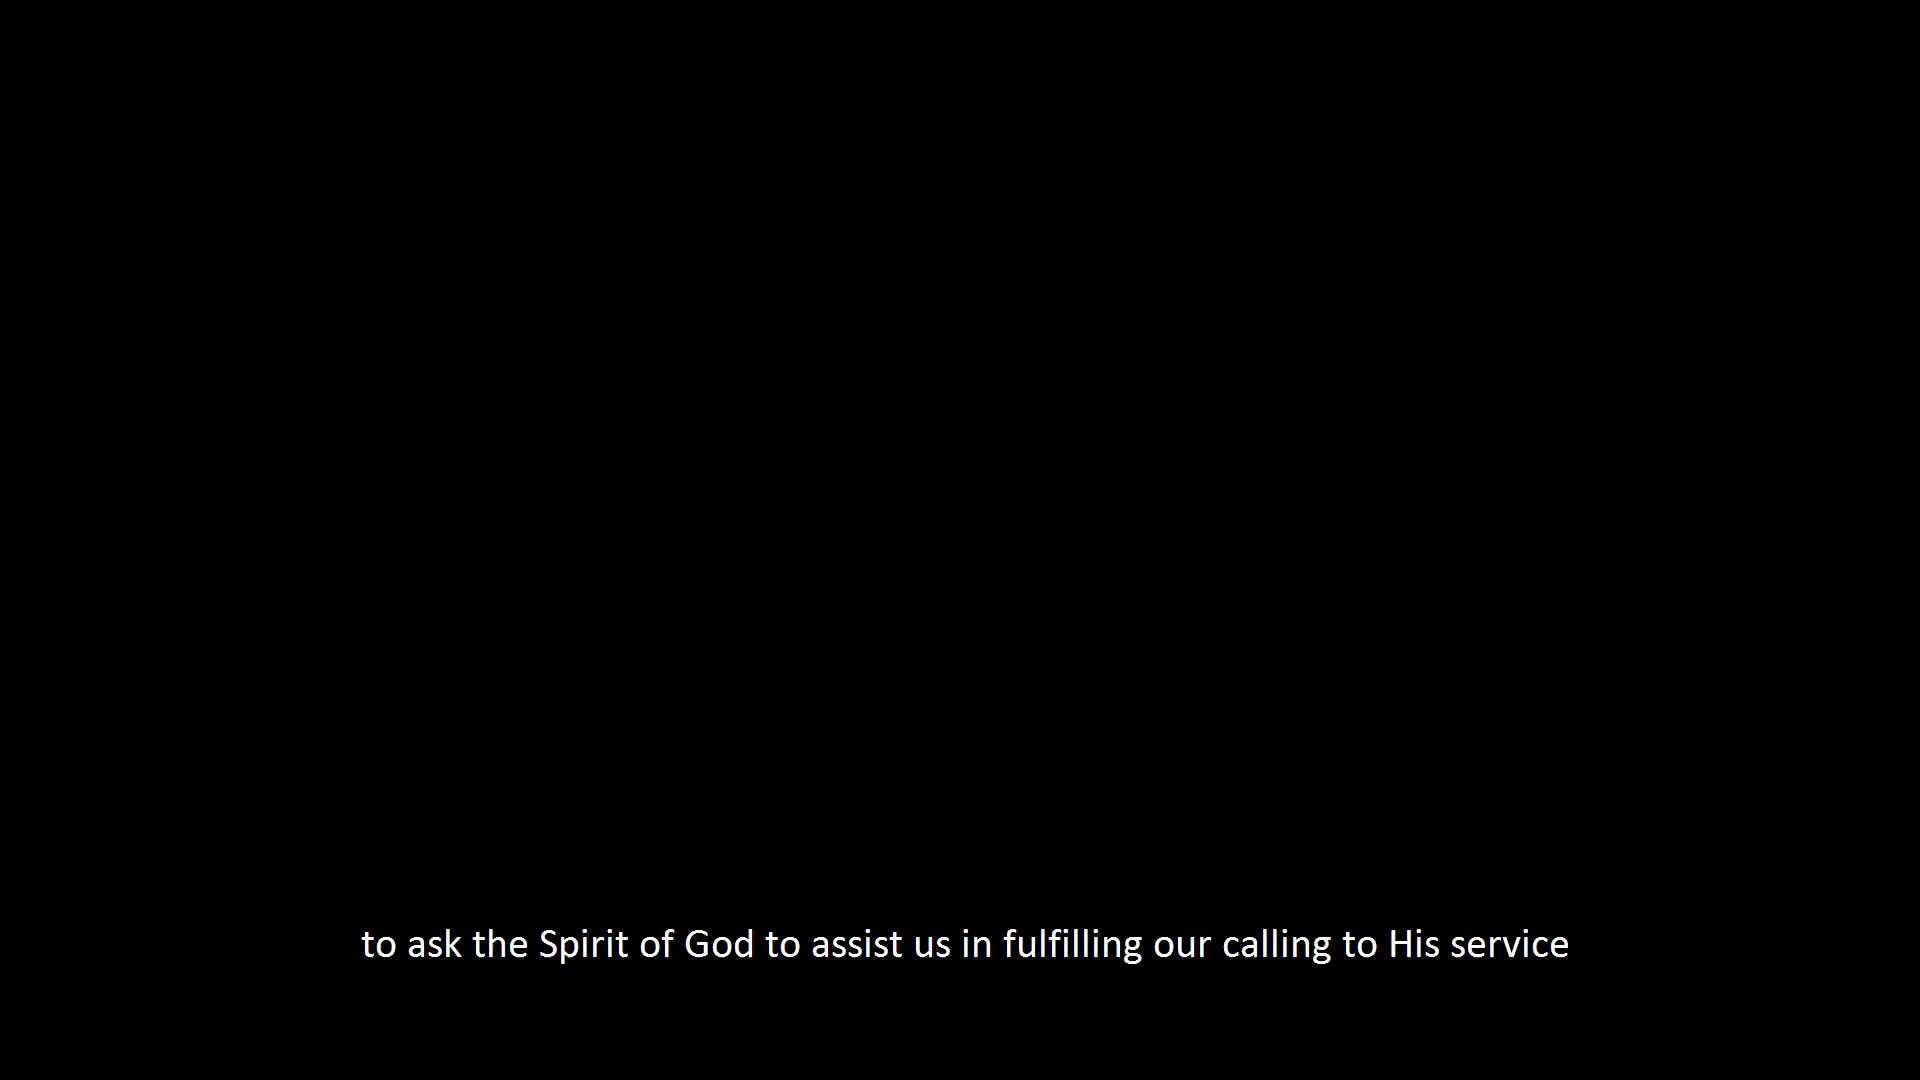 to ask the Spirit of God to assist us in fulfilling our calling to His service